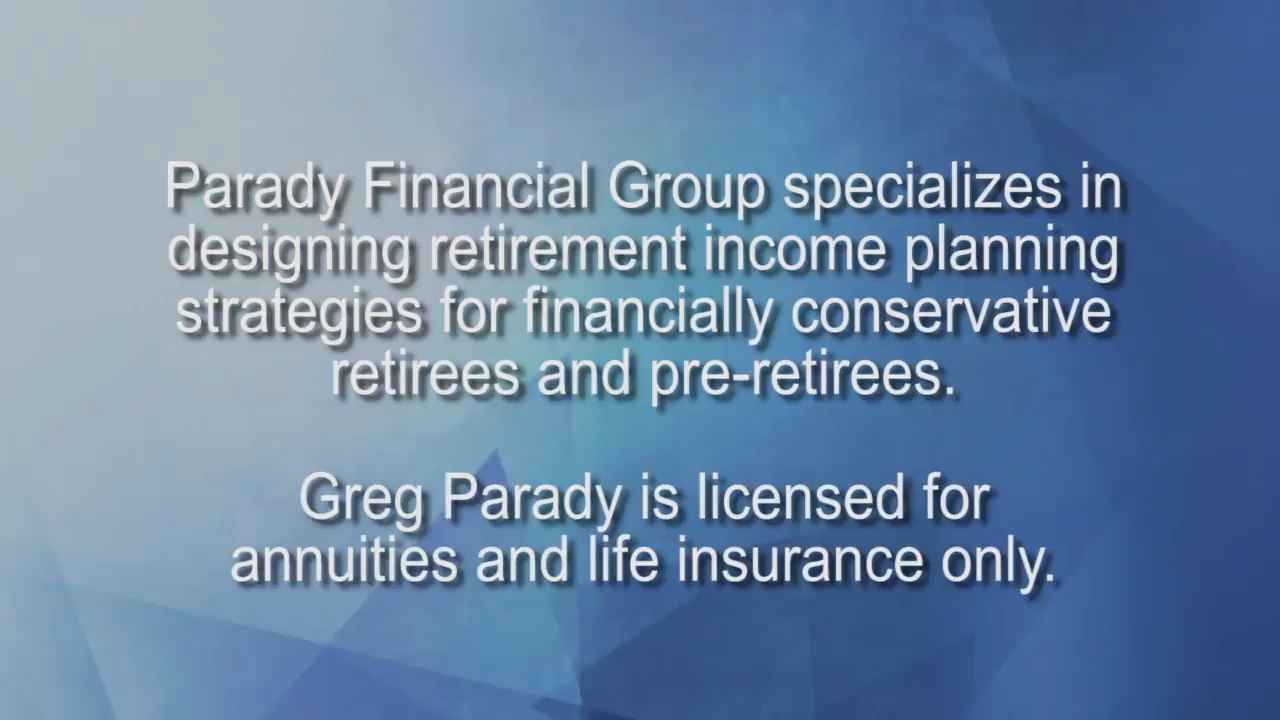 Parady Financial Group specializes in
designing retirement income planning
strategies for financially conservative
retirees and pre-retirees.
Greg Parady is licensed for
annuities and life insurance only.